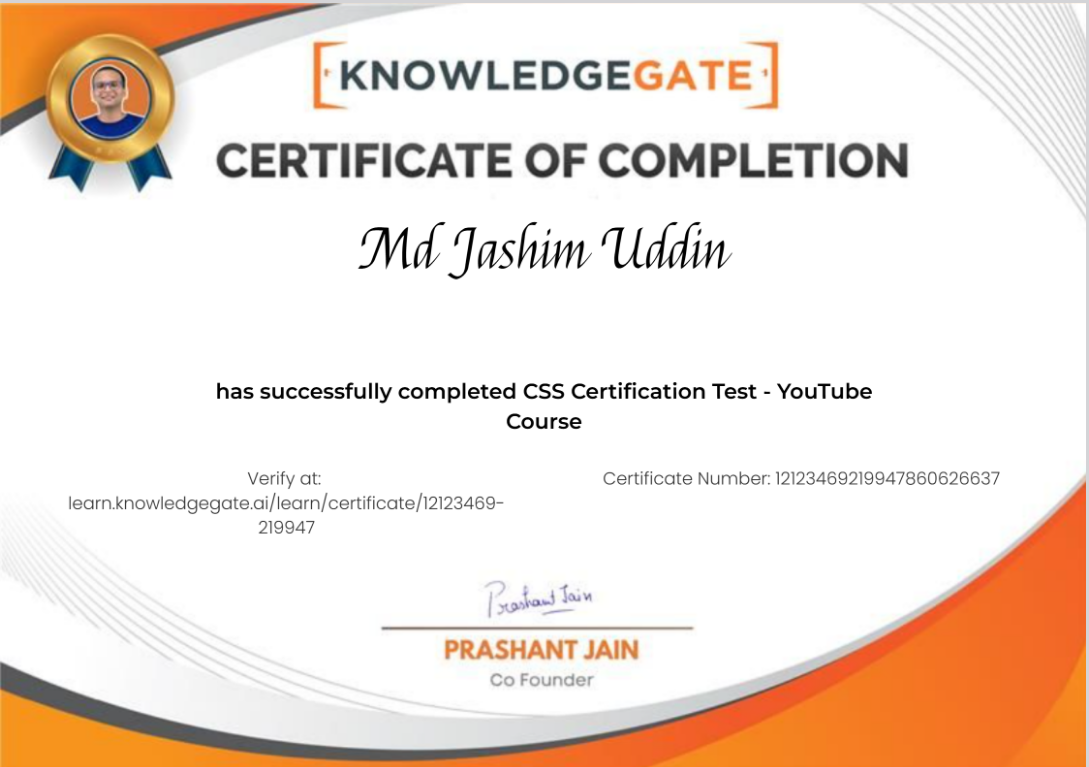 KNOWLEDGEGATE
CERTIFICATE OF COMPLETION
Md Jashim Uddin
has successfully completed CSS Certification Test - YouTube
Course
Verify at:
learn.knowledgegate.ai/learn/certificate/12123469-
219947
Certificate Number: 12123469219947860626637
Prashant Jain
PRASHANT JAIN
Co Founder